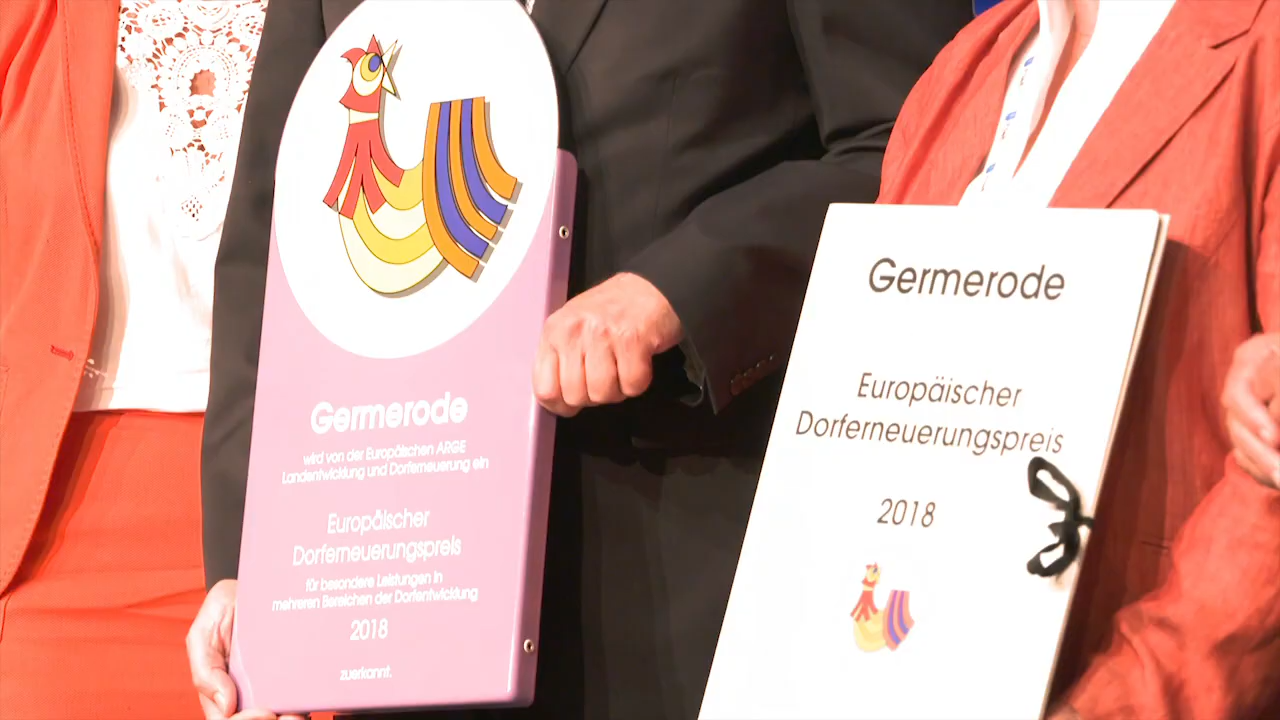 Germerode
wird von der Europäischen ARGE
Landentwicklung und Dorferneuerung ein
Europäischer
Dorferneuerungspreis
für besondere Leistungen in
mehreren Bereichen der Dorfentwicklung
2018
zuerkannt.
Germerode
Europäischer
Dorferneuerungspreis
2018